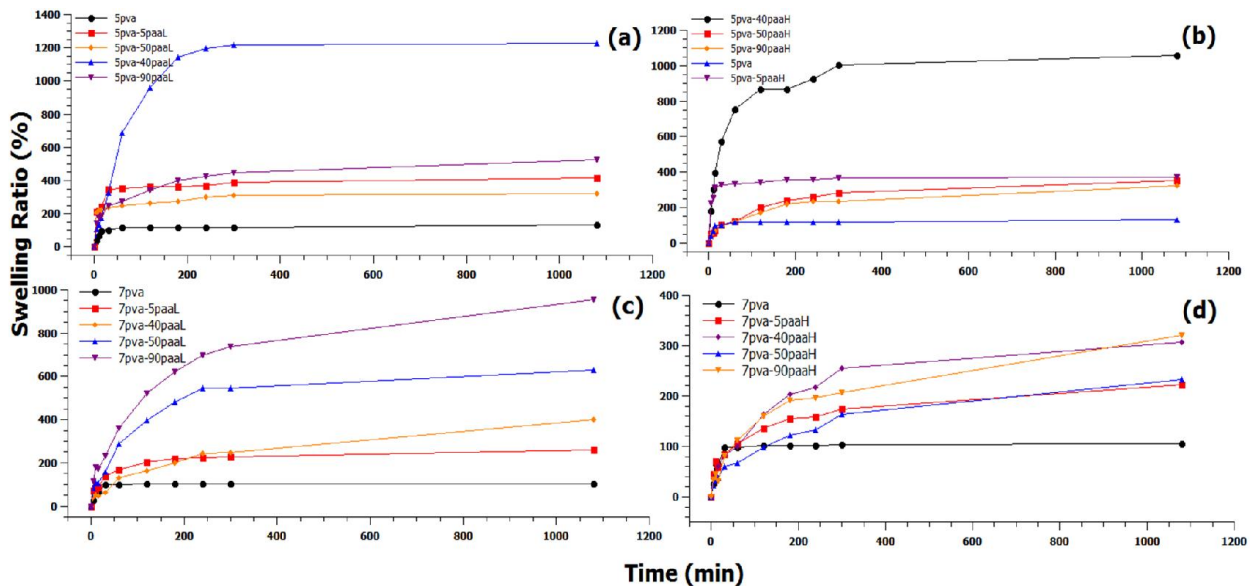 Swelling Ratio (%)
Time (min)
(a)
5pva
5pva-5paaL
5pva-50paaL
5pva-40paaL
5pva-90paaL
1400
1200
1000
800
600
400
200
0
0 200 400 600 800 1000 1200
(b)
5pva-40paaH
5pva-50paaH
5pva-90paaH
5pva
5pva-5paaH
1200
1000
800
600
400
200
0
0 200 400 600 800 1000 1200
(c)
7pva
7pva-5paaL
7pva-40paaL
7pva-50paaL
7pva-90paaL
1000
800
600
400
200
0
0 200 400 600 800 1000 1200
(d)
7pva
7pva-5paaH
7pva-40paaH
7pva-50paaH
7pva-90paaH
400
300
200
100
0
0 200 400 600 800 1000 1200